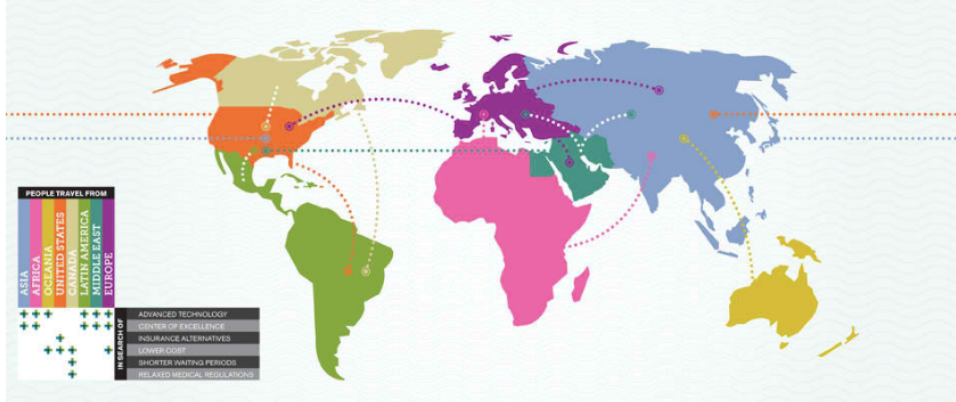 PEOPLE TRAVEL FROM
ASIA
AFRICA
OCEANIA
UNITED STATES
CANADA
LATIN AMERICA
MIDDLE EAST
EUROPE
IN SEARCH OF
ADVANCED TECHNOLOGY
CENTER OF EXCELLENCE
INSURANCE ALTERNATIVES
LOWER COST
SHORTER WAITING PERIODS
RELAXED MEDICAL REGULATIONS